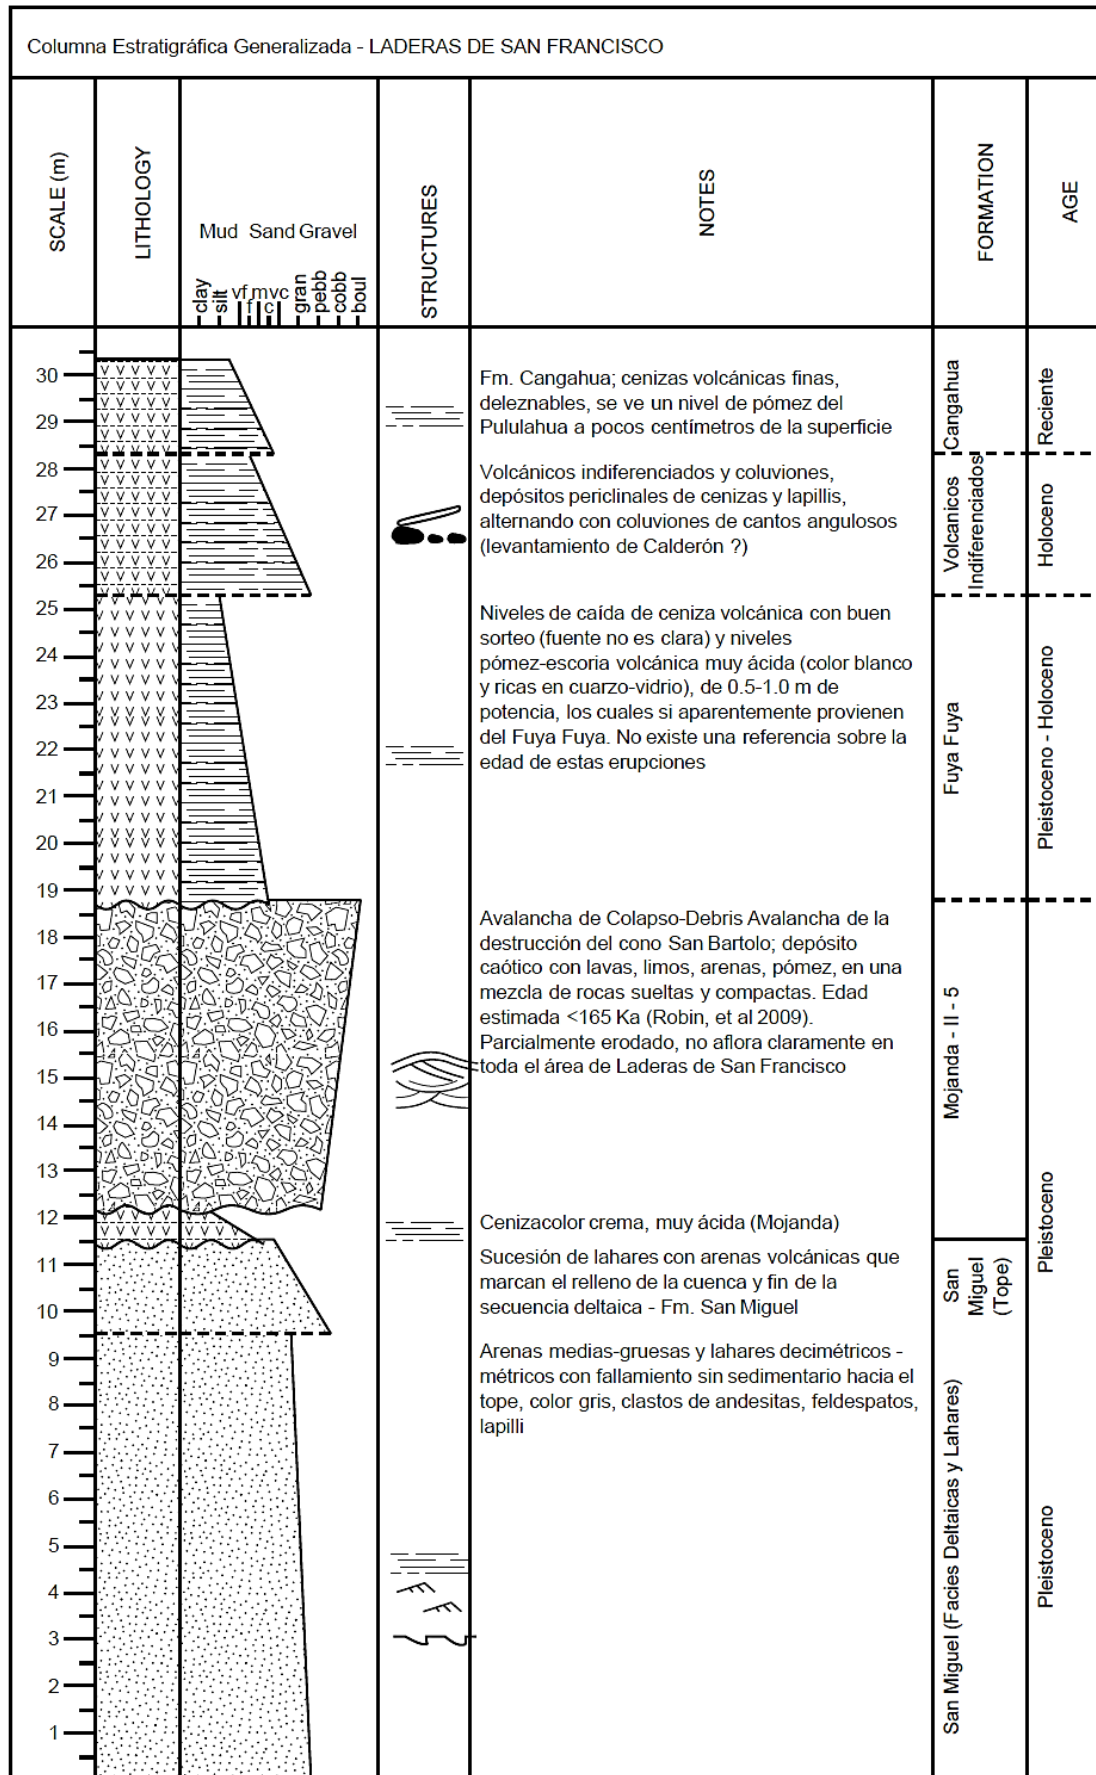 Columna Estratigráfica Generalizada - LADERAS DE SAN FRANCISCO
SCALE (m)
LITHOLOGY
Mud Sand Gravel
clay
silt
vf
f
m
c
vc
gran
pebb
cobb
boul
STRUCTURES
NOTES
FORMATION
AGE
30
29
28
27
26
25
24
23
22
21
20
19
18
17
16
15
14
13
12
11
10
9
8
7
6
5
4
3
2
1
Fm. Cangahua; cenizas volcánicas finas,
deleznables, se ve un nivel de pómez del
Pululahua a pocos centímetros de la superficie
Cangahua
Reciente
Volcánicos indiferenciados y coluviones,
depósitos periclinales de cenizas y lapillis,
alternando con coluviones de cantos angulosos
(levantamiento de Calderón ?)
Volcanicos
Indiferenciados
Holoceno
Niveles de caída de ceniza volcánica con buen
sorteo (fuente no es clara) y niveles
pómez-escoria volcánica muy ácida (color blanco
y ricas en cuarzo-vidrio), de 0.5-1.0 m de
potencia, los cuales si aparentemente provienen
del Fuya Fuya. No existe una referencia sobre la
edad de estas erupciones
Fuya Fuya
Pleistoceno - Holoceno
Avalancha de Colapso-Debris Avalancha de la
destrucción del cono San Bartolo; depósito
caótico con lavas, limos, arenas, pómez, en una
mezcla de rocas sueltas y compactas. Edad
estimada <165 Ka (Robin, et al 2009).
Parcialmente erodado, no aflora claramente en
toda el área de Laderas de San Francisco
Mojanda - II - 5
Pleistoceno
Cenizacolor crema, muy ácida (Mojanda)
Sucesión de lahares con arenas volcánicas que
marcan el relleno de la cuenca y fin de la
secuencia deltaica - Fm. San Miguel
San
Miguel
(Tope)
Arenas medias-gruesas y lahares decimétricos -
métricos con fallamiento sin sedimentario hacia el
tope, color gris, clastos de andesitas, feldespatos,
lapilli
San Miguel (Facies Deltaicas y Lahares)
Pleistoceno